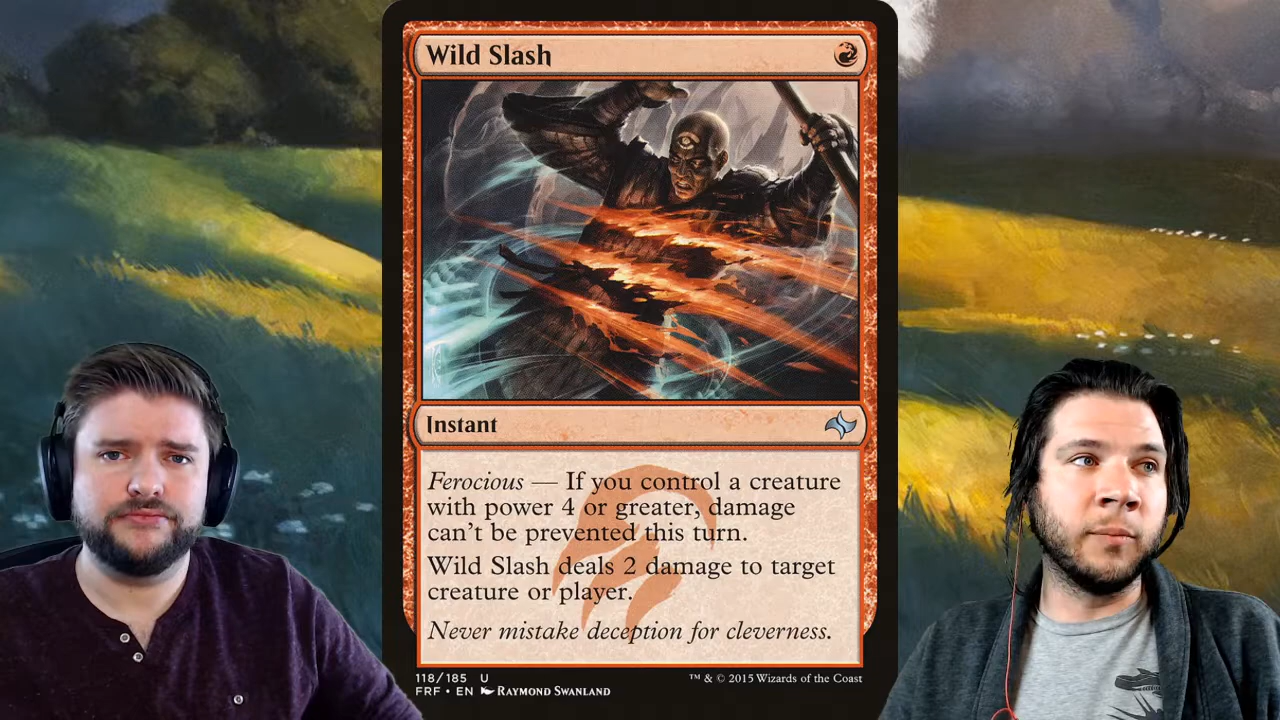 Wild Slash
Instant
Ferocious — If you control a creature
with power 4 or greater, damage
can't be prevented this turn.
Wild Slash deals 2 damage to target
creature or player.
Never mistake deception for cleverness.
118/185 U
FRF • EN Raymond Swanland
™ & © 2015 Wizards of the Coast